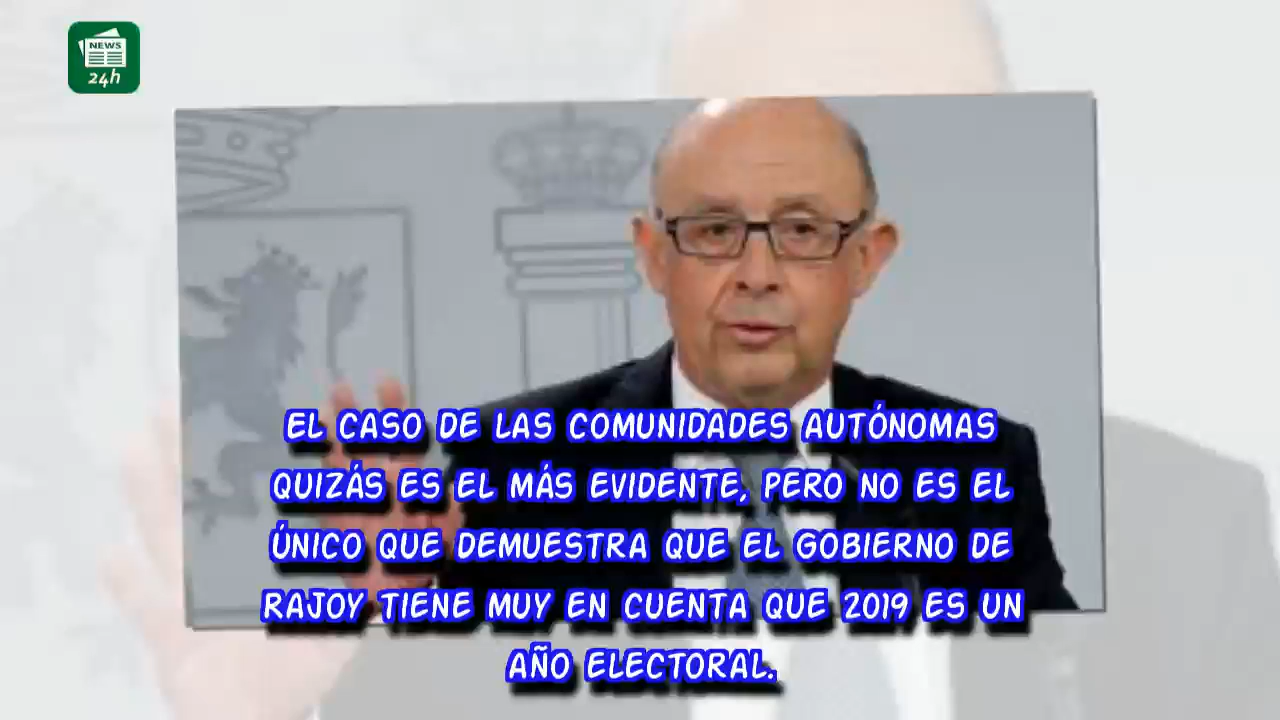 NEWS
24h
EL CASO DE LAS COMUNIDADES AUTÓNOMAS
QUIZÁS ES EL MÁS EVIDENTE, PERO NO ES EL
ÚNICO QUE DEMUESTRA QUE EL GOBIERNO DE
RAJOY TIENE MUY EN CUENTA QUE 2019 ES UN
AÑO ELECTORAL.